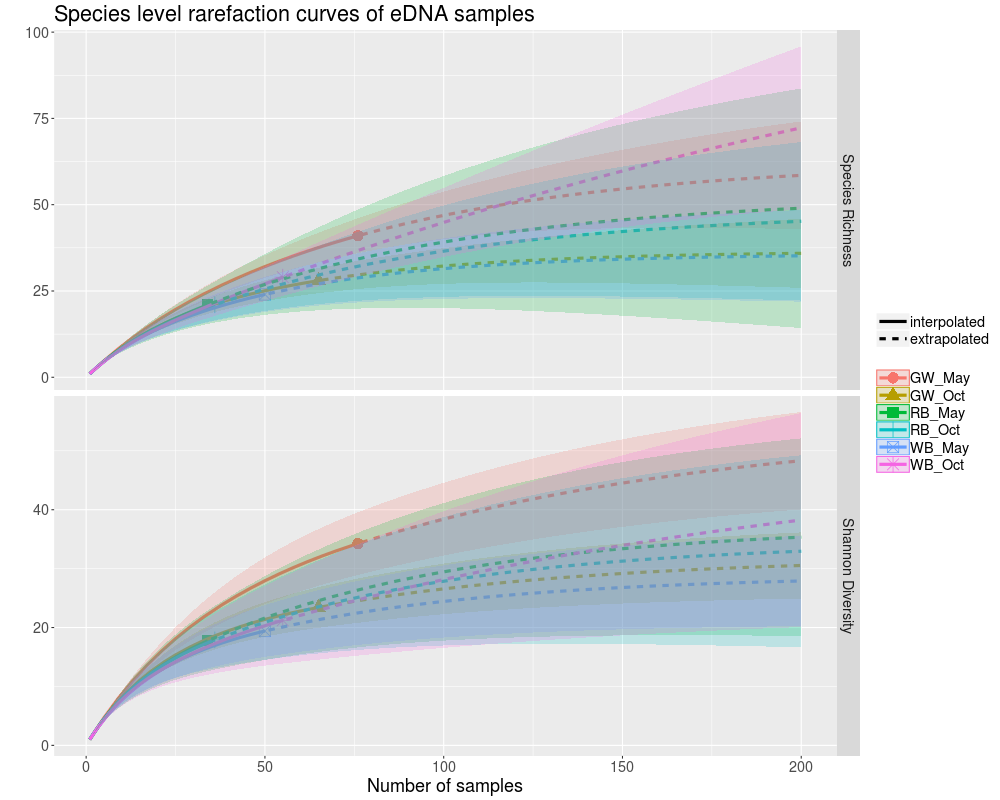 Species level rarefaction curves of eDNA samples
100
75
50
25
0
Species Richness
40
20
0
Shannon Diversity
0
50
100
150
200
Number of samples
interpolated
extrapolated
GW_May
GW_Oct
RB_May
RB_Oct
WB_May
WB_Oct